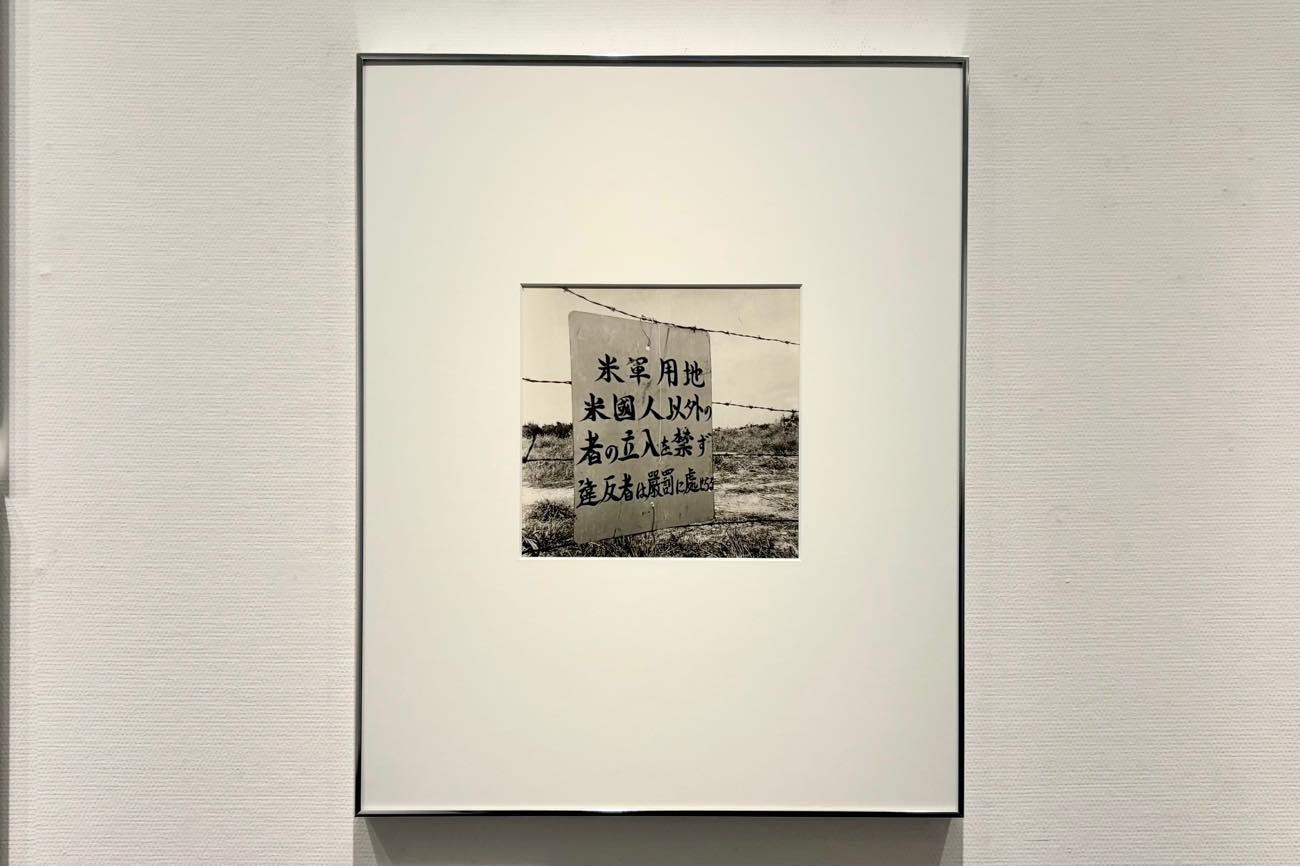 米軍用地
米國人以外の
者の立入を禁ず
違反者は嚴罰に處せらる